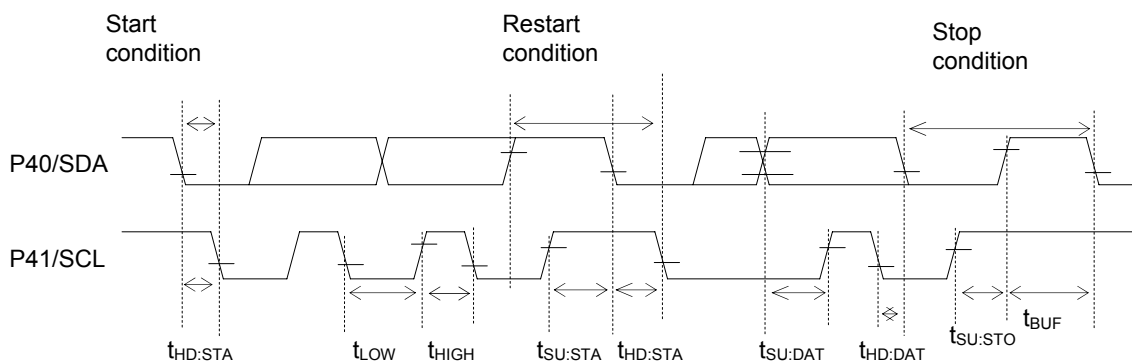 Start
condition
Restart
condition
Stop
condition
P40/SDA
P41/SCL
tHD:STA
tLOW
tHIGH
tSU:STA
tHD:STA
tSU:DAT
tHD:DAT
tSU:STO
tBUF